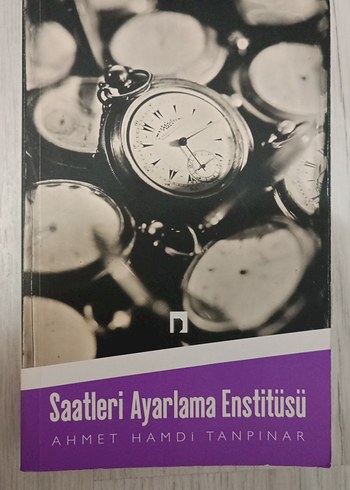 Saatleri Ayarlama Enstitüsü
AHMET HAMDİ TANPINAR